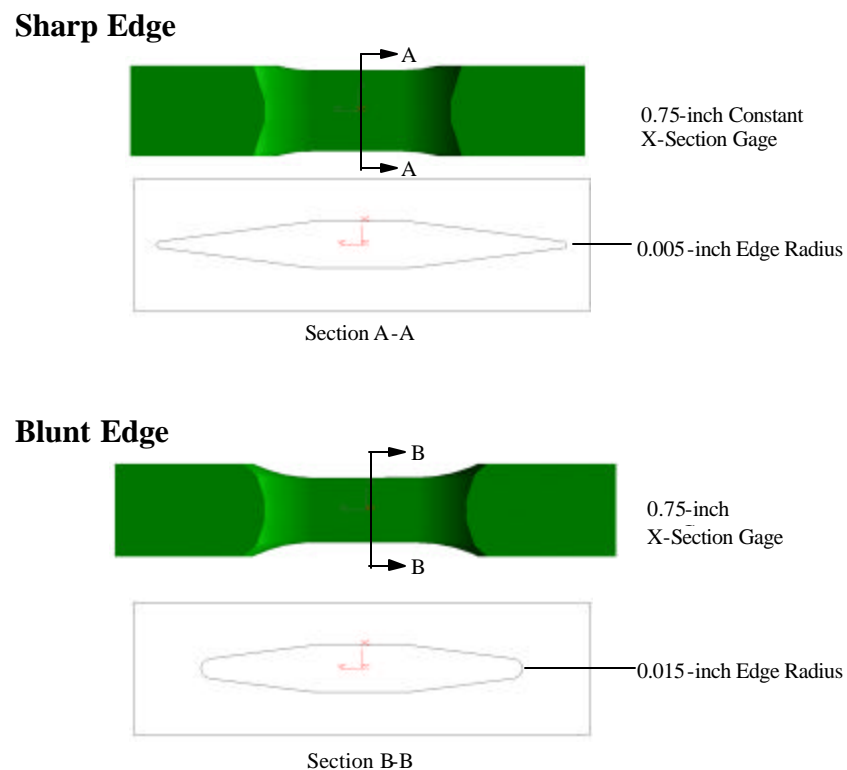 Sharp Edge
A
0.75-inch Constant
X-Section Gage
A
0.005-inch Edge Radius
Section A-A
Blunt Edge
B
0.75-inch
X-Section Gage
B
0.015-inch Edge Radius
Section B-B